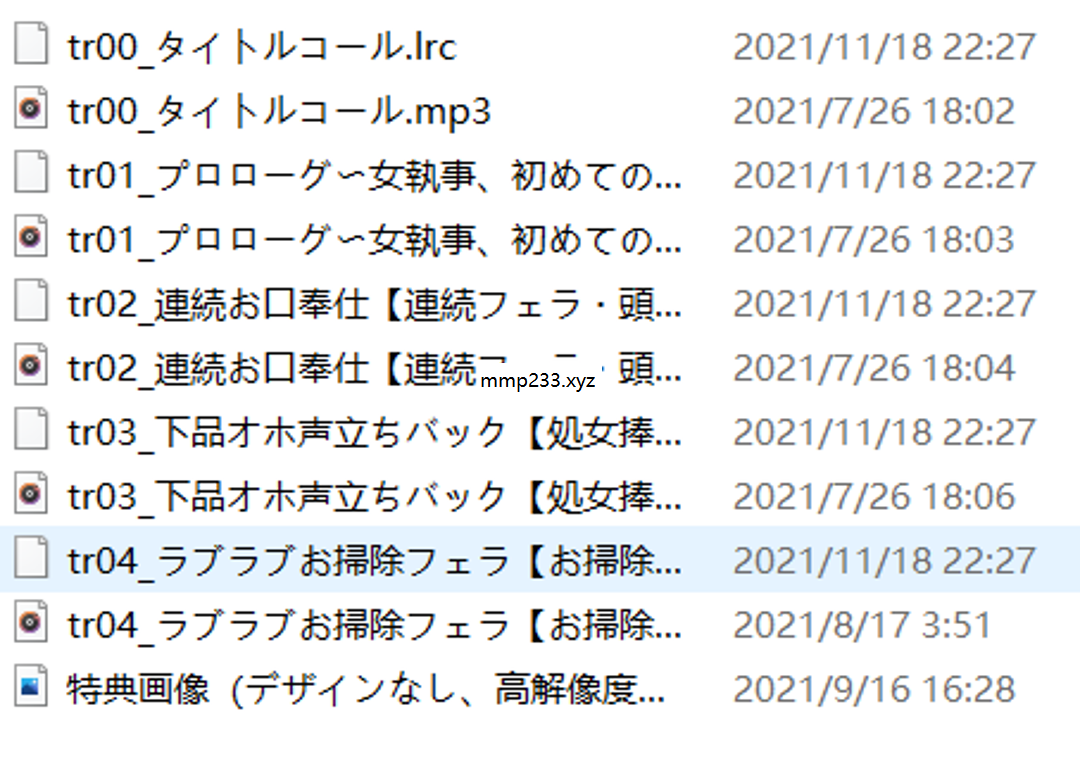 tr00_タイトルコール.lrc 2021/11/18 22:27
tr00_タイトルコール.mp3 2021/7/26 18:02
tr01_プロローグ〜女執事、初めての... 2021/11/18 22:27
tr01_プロローグ〜女執事、初めての... 2021/7/26 18:03
tr02_連続お口奉仕【連続フェラ・頭... 2021/11/18 22:27
tr02_連続お口奉仕【連続 ・頭... 2021/7/26 18:04
mmp233.xyz
tr03_下品オホ声立ちバック【処女捧... 2021/11/18 22:27
tr03_下品オホ声立ちバック【処女捧... 2021/7/26 18:06
tr04_ラブラブお掃除フェラ【お掃除... 2021/11/18 22:27
tr04_ラブラブお掃除フェラ【お掃除... 2021/8/17 3:51
特典画像（デザインなし、高解像度... 2021/9/16 16:28